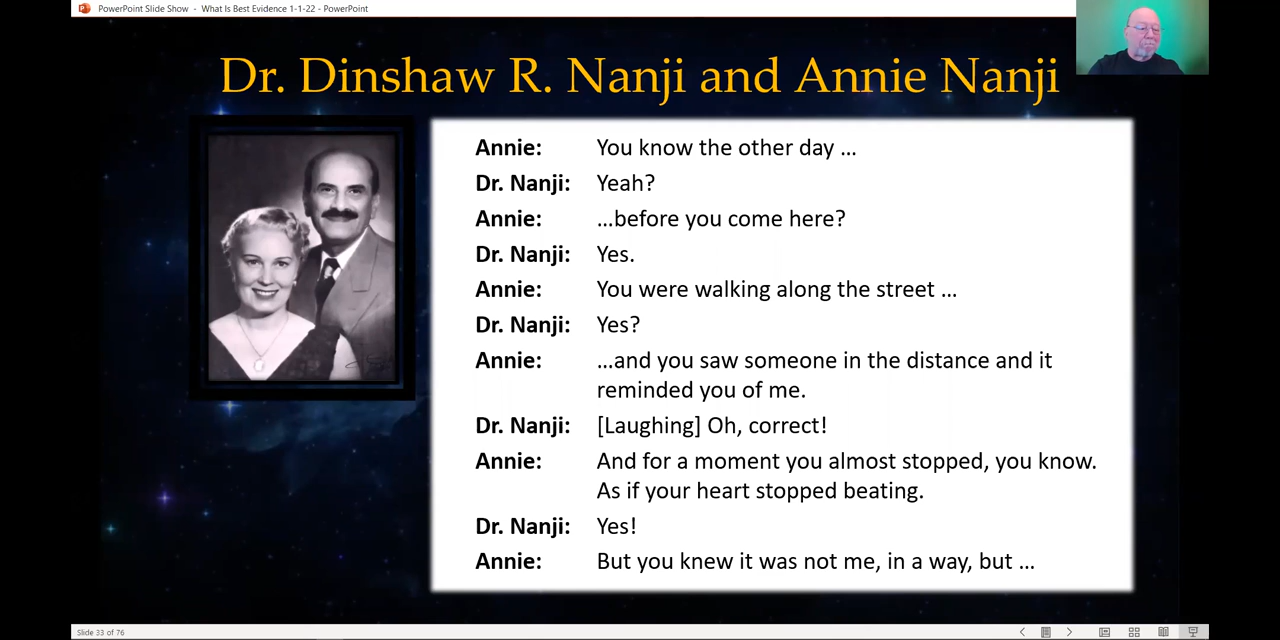 PowerPoint Slide Show - What Is Best Evidence 1-1-22 - PowerPoint
Dr. Dinshaw R. Nanji and Annie Nanji
Annie: You know the other day …
Dr. Nanji: Yeah?
Annie: …before you come here?
Dr. Nanji: Yes.
Annie: You were walking along the street …
Dr. Nanji: Yes?
Annie: …and you saw someone in the distance and it
reminded you of me.
Dr. Nanji: [Laughing] Oh, correct!
Annie: And for a moment you almost stopped, you know.
As if your heart stopped beating.
Dr. Nanji: Yes!
Annie: But you knew it was not me, in a way, but …
Slide 33 of 76